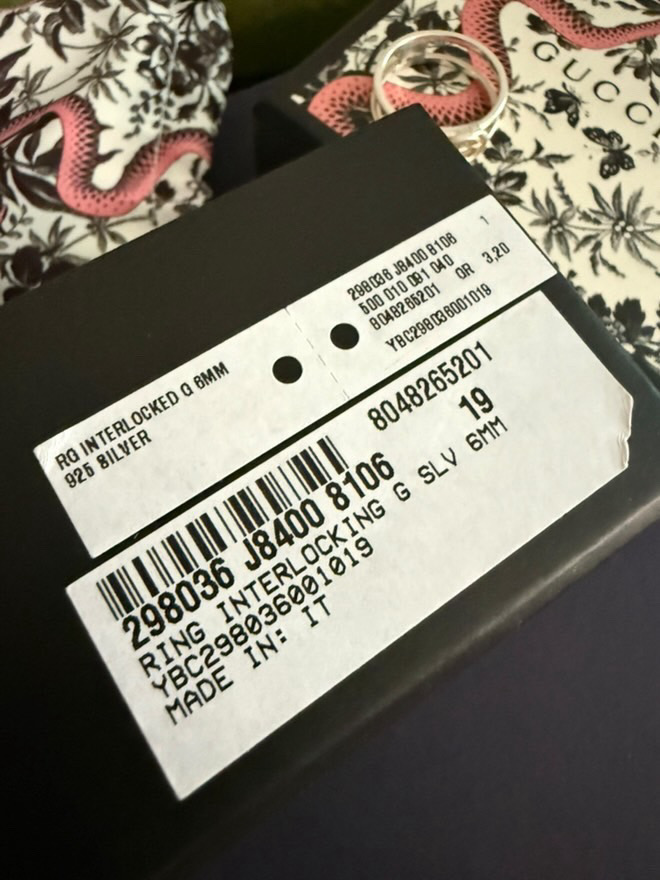 GUCCI
RG INTERLOCKED G 6MM
925 SILVER
1
298036 J8400 8106
500 010 091 040
8048265201 GR 3,20
YBC298036001019
8048265201
19
298036 J8400 8106
RING INTERLOCKING G SLV 6MM
YBC298036001019
MADE IN: IT